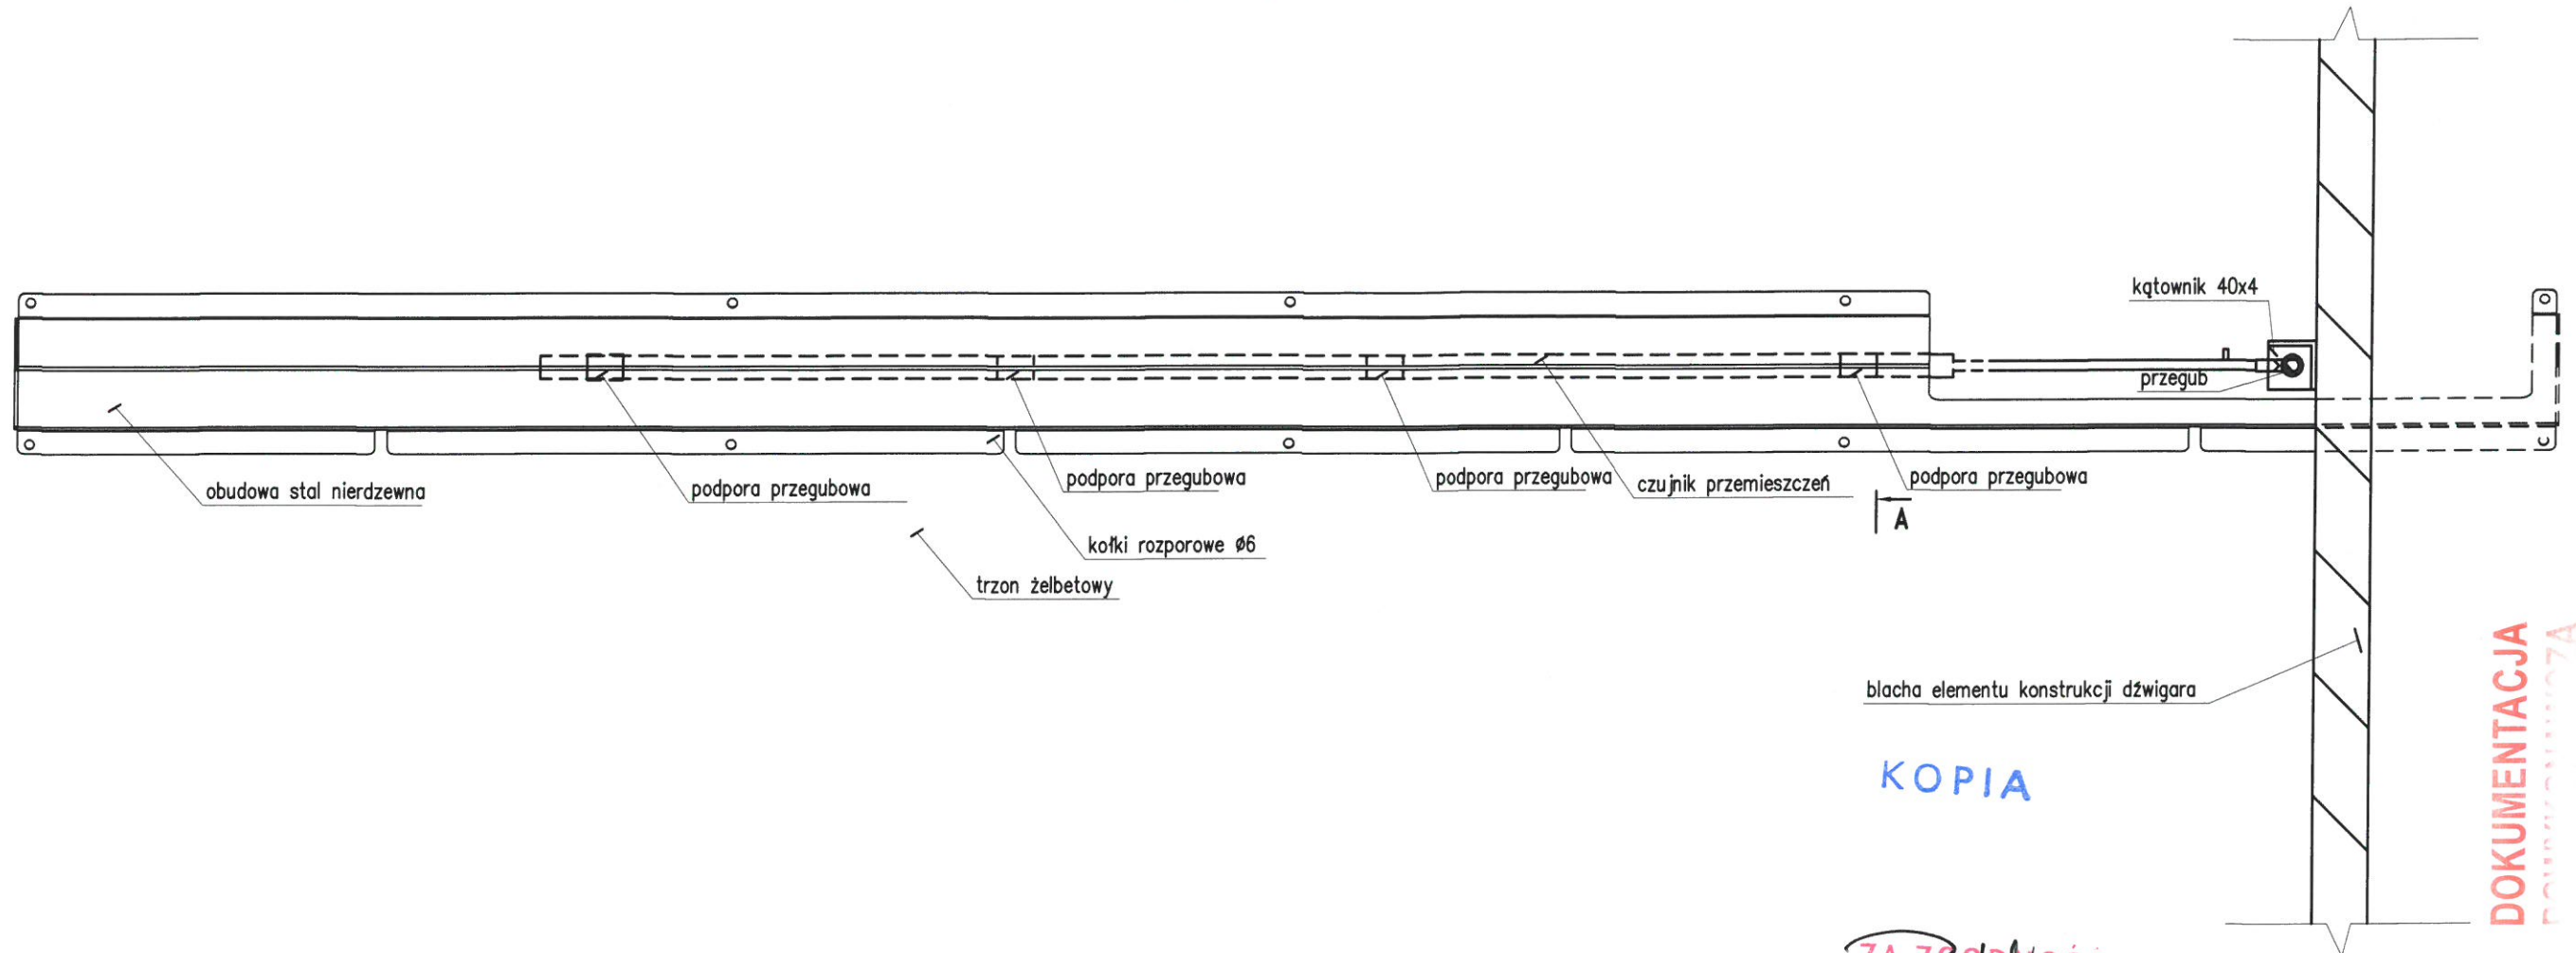 kątownik 40x4
przegub
obudowa stal nierdzewna
podpora przegubowa
podpora przegubowa
podpora przegubowa
czujnik przemieszczeń
podpora przegubowa
A
kołki rozporowe ø6
trzon żelbetowy
blacha elementu konstrukcji dźwigara
KOPIA
DOKUMENTACJA